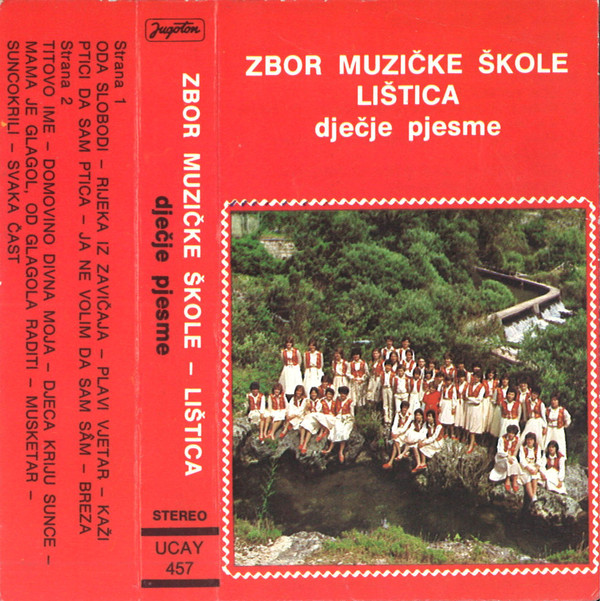 Strana 1
ODA SLOBODI – RIJEKA IZ ZAVIČAJA – PLAVI VJETAR – KAŽI
PTICI DA SAM PTICA – JA NE VOLIM DA SAM SÂM – BREZA
Strana 2
TITOVO IME – DOMOVINO DIVNA MOJA – DJECA KRIJU SUNCE –
MAMA JE GLAGOL, OD GLAGOLA RADITI – MUSKETAR –
SUNCOKRILI – SVAKA ČAST
Jugoton
ZBOR MUZIČKE ŠKOLE – LIŠTICA
dječje pjesme
STEREO
UCAY
457
ZBOR MUZIČKE ŠKOLE
LIŠTICA
dječje pjesme